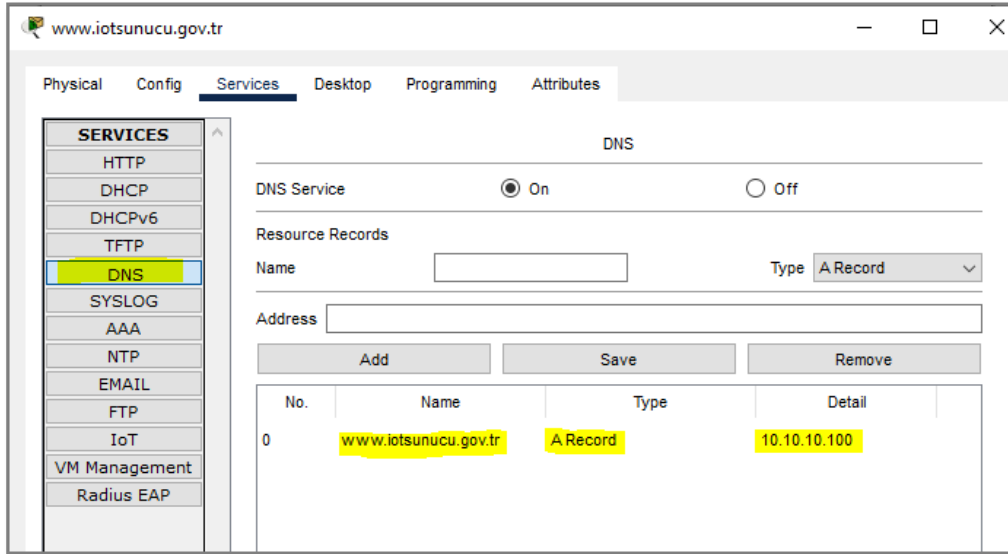 www.iotsunucu.gov.tr
Physical Config Services Desktop Programming Attributes
SERVICES
HTTP
DHCP
DHCPv6
TFTP
DNS
SYSLOG
AAA
NTP
EMAIL
FTP
IoT
VM Management
Radius EAP
DNS
DNS Service On Off
Resource Records
Name Type A Record
Address
Add Save Remove
No. Name Type Detail
0 www.iotsunucu.gov.tr A Record 10.10.10.100